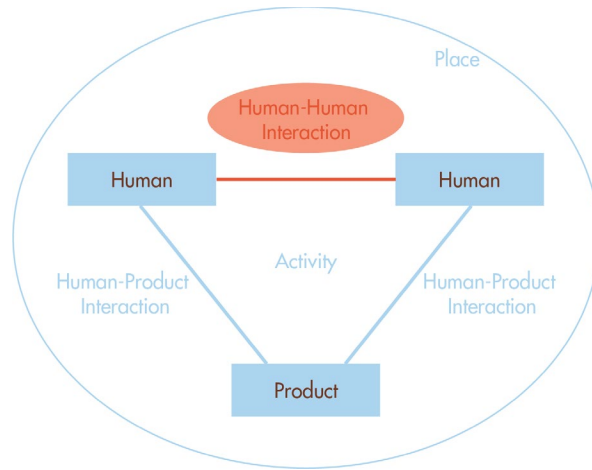 Place
Human-Human
Interaction
Human
Human
Activity
Human-Product
Interaction
Human-Product
Interaction
Product